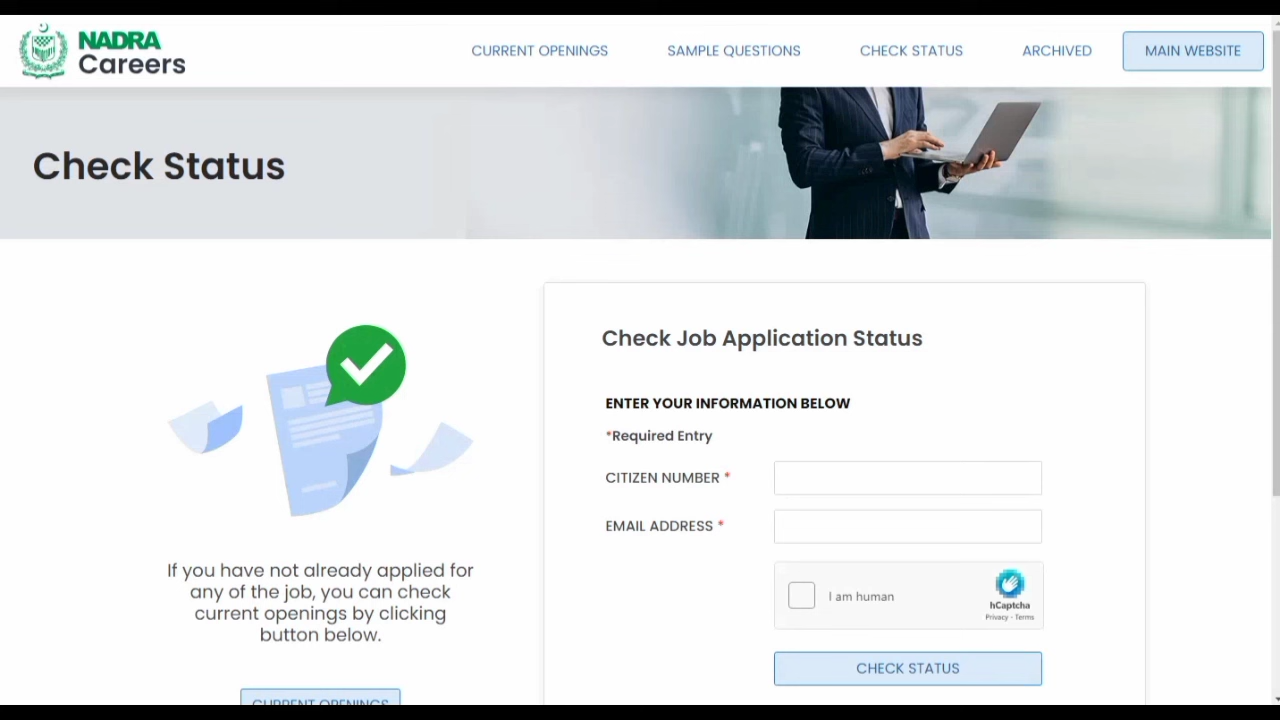 NADRA
Careers
CURRENT OPENINGS
SAMPLE QUESTIONS
CHECK STATUS
ARCHIVED
MAIN WEBSITE
Check Status
If you have not already applied for
any of the job, you can check
current openings by clicking
button below.
CURRENT OPENINGS
Check Job Application Status
ENTER YOUR INFORMATION BELOW
*Required Entry
CITIZEN NUMBER *
EMAIL ADDRESS *
I am human
hCaptcha
Privacy - Terms
CHECK STATUS